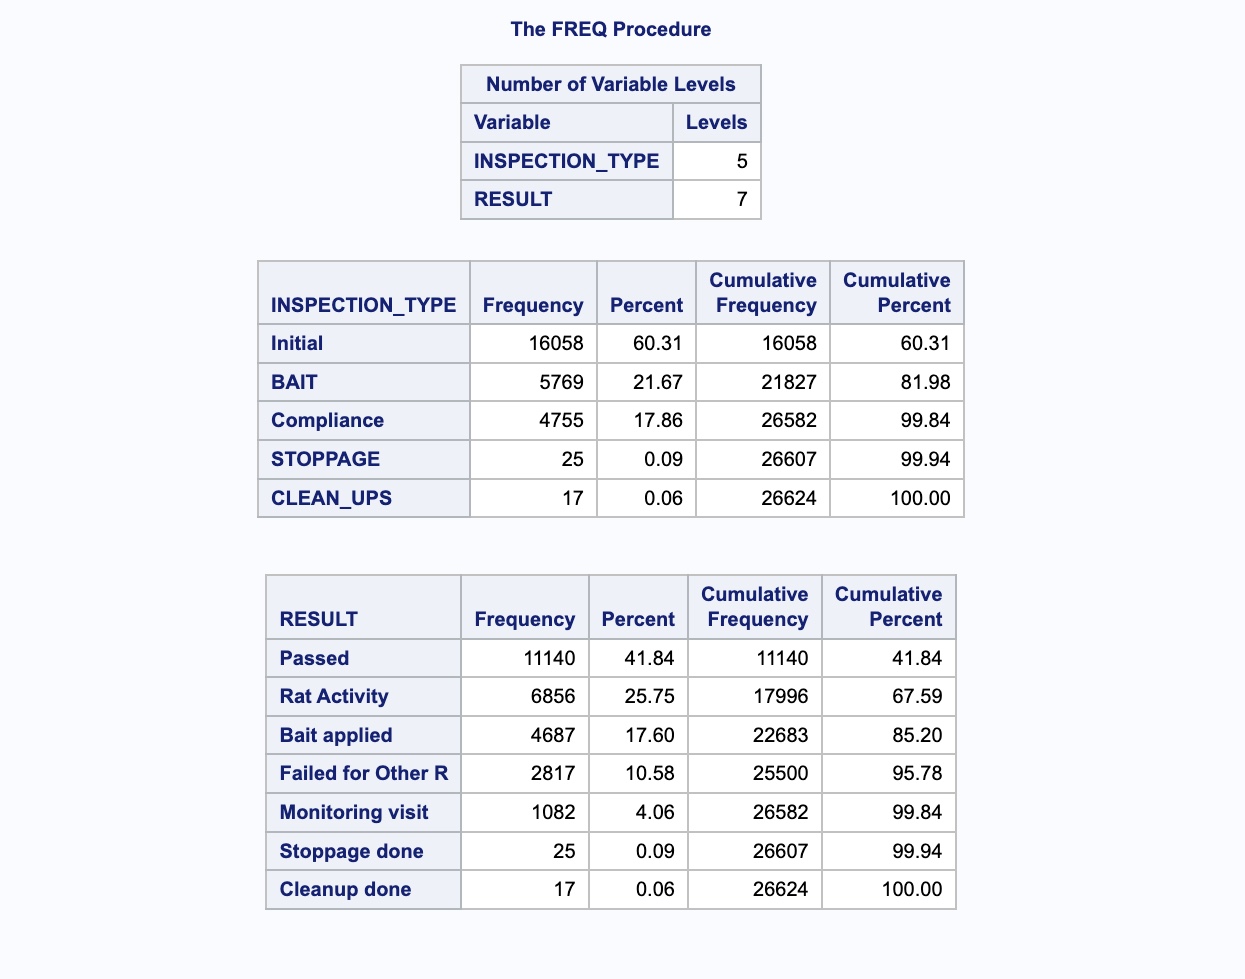 The FREQ Procedure
Number of Variable Levels
Variable Levels
INSPECTION_TYPE 5
RESULT 7
INSPECTION_TYPE Frequency Percent Cumulative Frequency Cumulative Percent
Initial 16058 60.31 16058 60.31
BAIT 5769 21.67 21827 81.98
Compliance 4755 17.86 26582 99.84
STOPPAGE 25 0.09 26607 99.94
CLEAN_UPS 17 0.06 26624 100.00
RESULT Frequency Percent Cumulative Frequency Cumulative Percent
Passed 11140 41.84 11140 41.84
Rat Activity 6856 25.75 17996 67.59
Bait applied 4687 17.60 22683 85.20
Failed for Other R 2817 10.58 25500 95.78
Monitoring visit 1082 4.06 26582 99.84
Stoppage done 25 0.09 26607 99.94
Cleanup done 17 0.06 26624 100.00